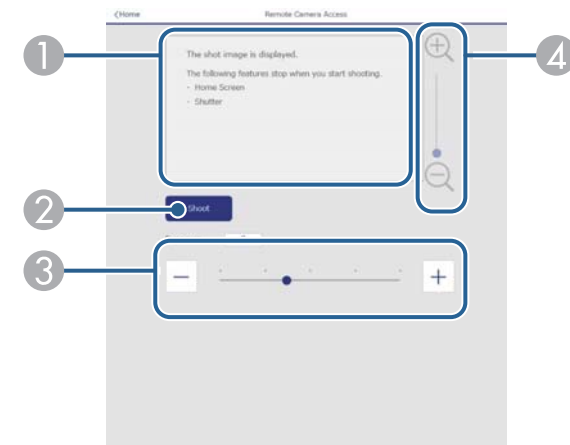 <Home Remote Camera Access
1
The shot image is displayed.
The following features stop when you start shooting.
- Home Screen
- Shutter
4
2
Shoot
3